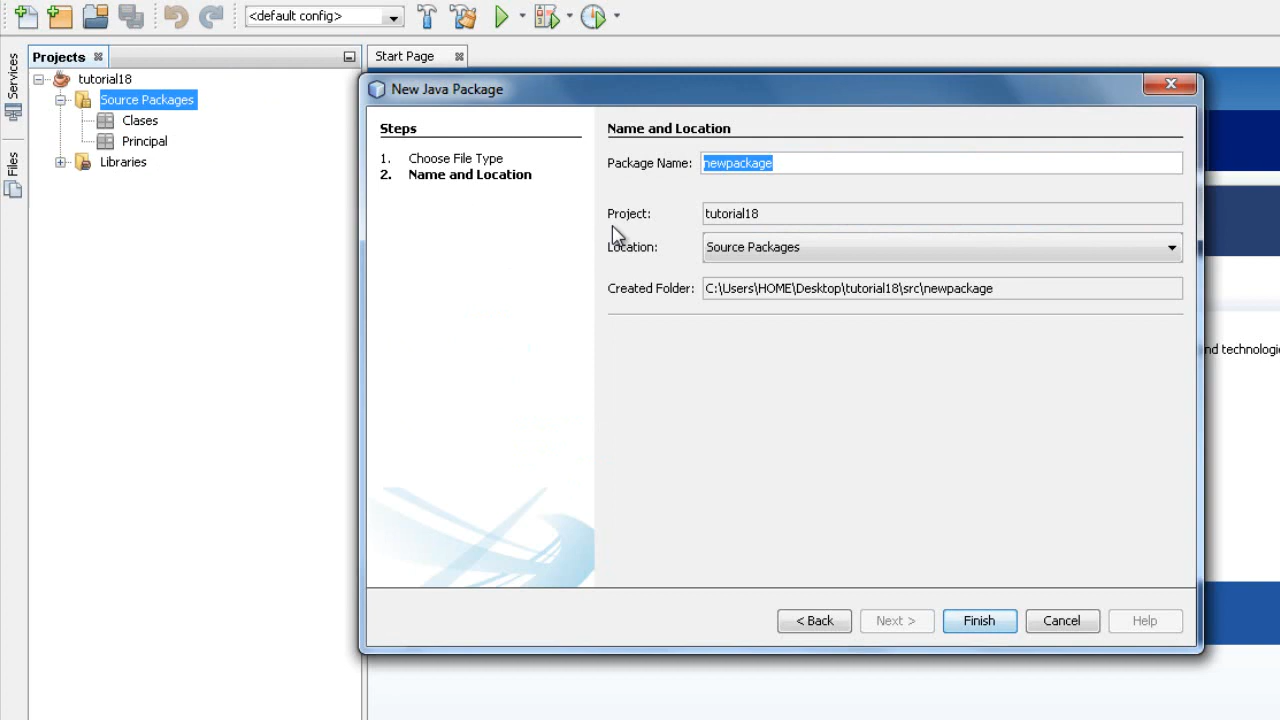 <default config>
Projects
Start Page
Services
Files
tutorial18
Source Packages
Clases
Principal
Libraries
New Java Package
Steps
1. Choose File Type
2. Name and Location
Name and Location
Package Name: newpackage
Project: tutorial18
Location: Source Packages
Created Folder: C:\Users\HOME\Desktop\tutorial18\src\newpackage
< Back
Next >
Finish
Cancel
Help
nd technologi